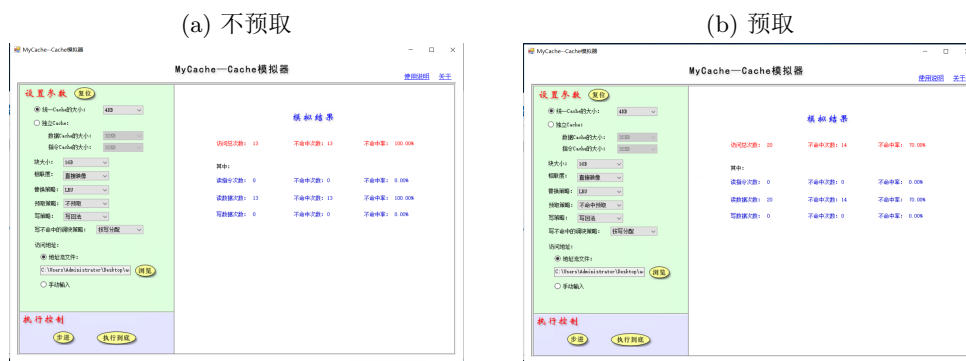 (a) 不预取
MyCache--Cache模拟器
MyCache—Cache模拟器
使用说明 关于
设置参数 复位
统一Cache的大小: 4KB
独立Cache:
数据Cache的大小:
指令Cache的大小:
块大小: 16B
相联度: 直接映像
替换策略: LRU
预取策略: 不预取
写策略: 写回法
写不命中的调块策略: 按写分配
访问地址:
地址流文件:
C:\Users\Administrator\Desktop\w 浏览
手动输入
执行控制
步进 执行到底
模拟结果
访问总次数: 13 不命中次数: 13 不命中率: 100.00%
其中:
读指令次数: 0 不命中次数: 0 不命中率: 0.00%
读数据次数: 13 不命中次数: 13 不命中率: 100.00%
写数据次数: 0 不命中次数: 0 不命中率: 0.00%
(b) 预取
MyCache--Cache模拟器
MyCache—Cache模拟器
使用说明 关于
设置参数 复位
统一Cache的大小: 4KB
独立Cache:
数据Cache的大小:
指令Cache的大小:
块大小: 16B
相联度: 直接映像
替换策略: LRU
预取策略: 不命中预取
写策略: 写回法
写不命中的调块策略: 按写分配
访问地址:
地址流文件:
C:\Users\Administrator\Desktop\w 浏览
手动输入
执行控制
步进 执行到底
模拟结果
访问总次数: 20 不命中次数: 14 不命中率: 70.00%
其中:
读指令次数: 0 不命中次数: 0 不命中率: 0.00%
读数据次数: 20 不命中次数: 14 不命中率: 70.00%
写数据次数: 0 不命中次数: 0 不命中率: 0.00%